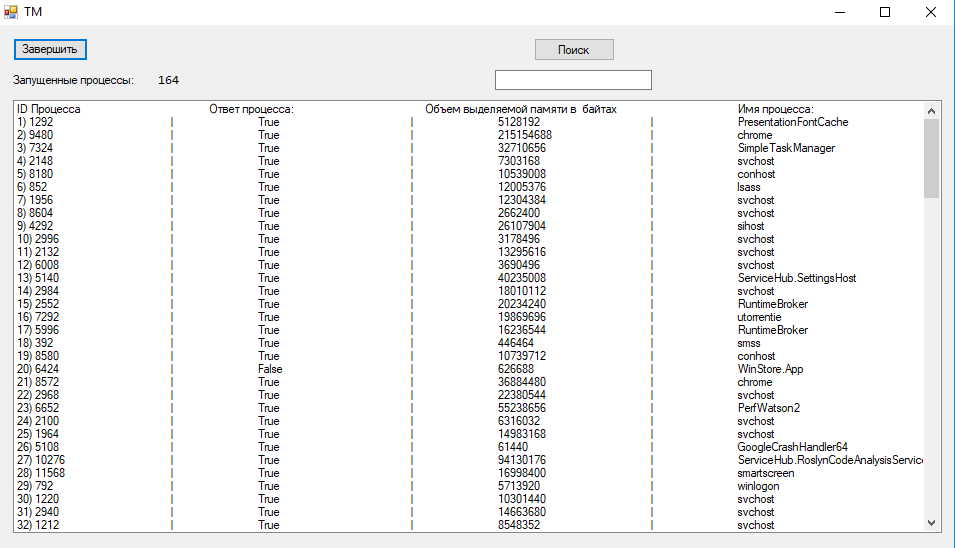 TM
Завершить Поиск
Запущенные процессы: 164
ID Процесса Ответ процесса: Объем выделяемой памяти в байтах Имя процесса:
1) 1292 | True | 5128192 | PresentationFontCache
2) 9480 | True | 215154688 | chrome
3) 7324 | True | 32710656 | SimpleTaskManager
4) 2148 | True | 7303168 | svchost
5) 8180 | True | 10539008 | conhost
6) 852 | True | 12005376 | lsass
7) 1956 | True | 12304384 | svchost
8) 8604 | True | 2662400 | svchost
9) 4292 | True | 26107904 | sihost
10) 2996 | True | 3178496 | svchost
11) 2132 | True | 13295616 | svchost
12) 6008 | True | 3690496 | svchost
13) 5140 | True | 40235008 | ServiceHub.SettingsHost
14) 2984 | True | 18010112 | svchost
15) 2552 | True | 20234240 | RuntimeBroker
16) 7292 | True | 19869696 | utorrentie
17) 5996 | True | 16236544 | RuntimeBroker
18) 392 | True | 446464 | smss
19) 8580 | True | 10739712 | conhost
20) 6424 | False | 626688 | WinStore.App
21) 8572 | True | 36884480 | chrome
22) 2968 | True | 22380544 | svchost
23) 6652 | True | 55238656 | PerfWatson2
24) 2100 | True | 6316032 | svchost
25) 1964 | True | 14983168 | svchost
26) 5108 | True | 61440 | GoogleCrashHandler64
27) 10276 | True | 94130176 | ServiceHub.RoslynCodeAnalysisService
28) 11568 | True | 16998400 | smartscreen
29) 792 | True | 5713920 | winlogon
30) 1220 | True | 10301440 | svchost
31) 2940 | True | 14663680 | svchost
32) 1212 | True | 8548352 | svchost